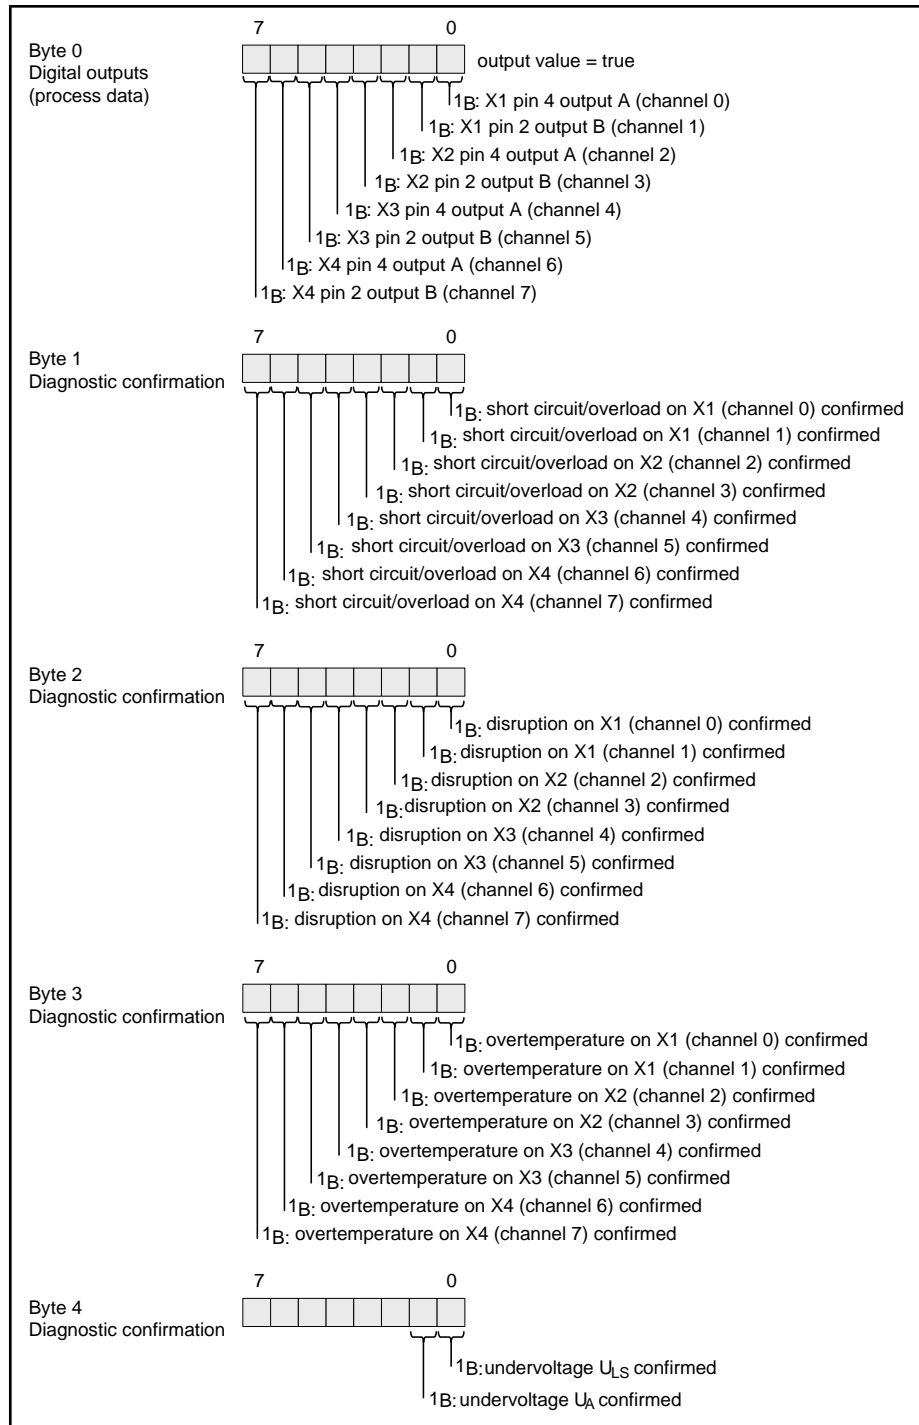 7 0
Byte 0
Digital outputs
(process data)
output value = true
1B: X1 pin 4 output A (channel 0)
1B: X1 pin 2 output B (channel 1)
1B: X2 pin 4 output A (channel 2)
1B: X2 pin 2 output B (channel 3)
1B: X3 pin 4 output A (channel 4)
1B: X3 pin 2 output B (channel 5)
1B: X4 pin 4 output A (channel 6)
1B: X4 pin 2 output B (channel 7)
7 0
Byte 1
Diagnostic confirmation
1B: short circuit/overload on X1 (channel 0) confirmed
1B: short circuit/overload on X1 (channel 1) confirmed
1B: short circuit/overload on X2 (channel 2) confirmed
1B: short circuit/overload on X2 (channel 3) confirmed
1B: short circuit/overload on X3 (channel 4) confirmed
1B: short circuit/overload on X3 (channel 5) confirmed
1B: short circuit/overload on X4 (channel 6) confirmed
1B: short circuit/overload on X4 (channel 7) confirmed
7 0
Byte 2
Diagnostic confirmation
1B: disruption on X1 (channel 0) confirmed
1B: disruption on X1 (channel 1) confirmed
1B: disruption on X2 (channel 2) confirmed
1B: disruption on X2 (channel 3) confirmed
1B: disruption on X3 (channel 4) confirmed
1B: disruption on X3 (channel 5) confirmed
1B: disruption on X4 (channel 6) confirmed
1B: disruption on X4 (channel 7) confirmed
7 0
Byte 3
Diagnostic confirmation
1B: overtemperature on X1 (channel 0) confirmed
1B: overtemperature on X1 (channel 1) confirmed
1B: overtemperature on X2 (channel 2) confirmed
1B: overtemperature on X2 (channel 3) confirmed
1B: overtemperature on X3 (channel 4) confirmed
1B: overtemperature on X3 (channel 5) confirmed
1B: overtemperature on X4 (channel 6) confirmed
1B: overtemperature on X4 (channel 7) confirmed
7 0
Byte 4
Diagnostic confirmation
1B: undervoltage ULS confirmed
1B: undervoltage UA confirmed